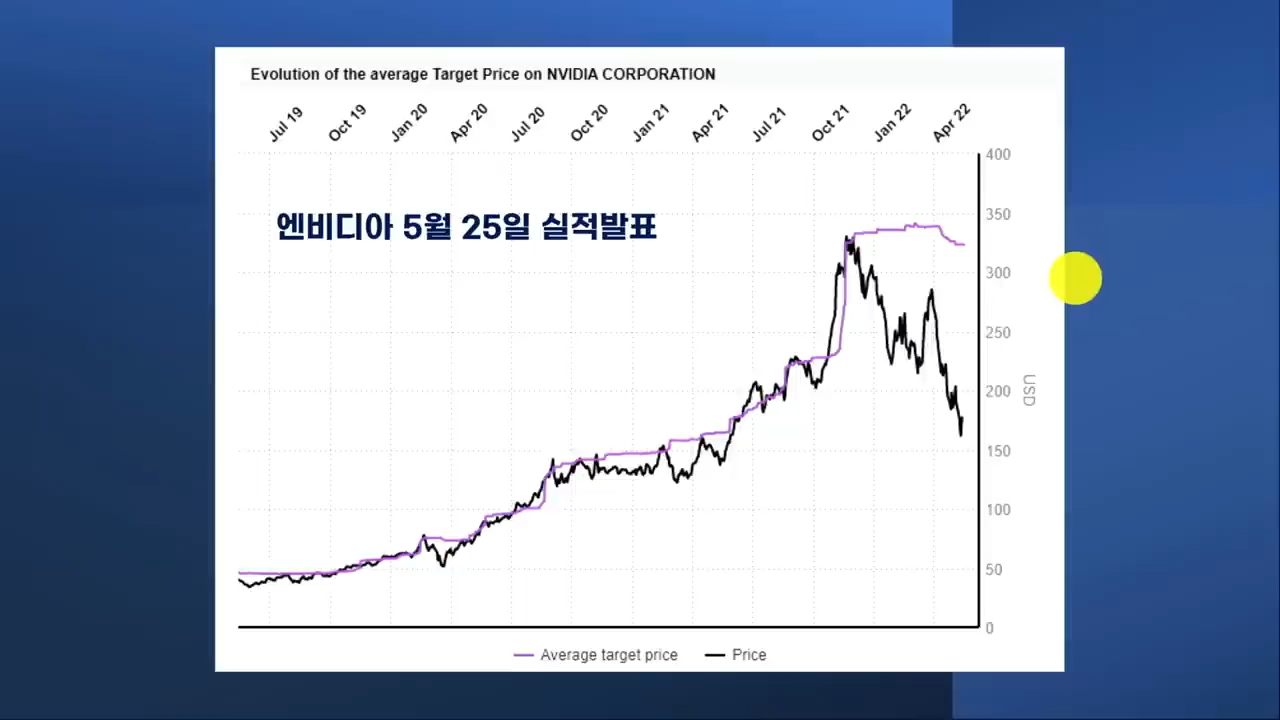 Evolution of the average Target Price on NVIDIA CORPORATION
Jul 19 Oct 19 Jan 20 Apr 20 Jul 20 Oct 20 Jan 21 Apr 21 Jul 21 Oct 21 Jan 22 Apr 22
400
엔비디아 5월 25일 실적발표
350
300
250
200
USD
150
100
50
0
Average target price Price